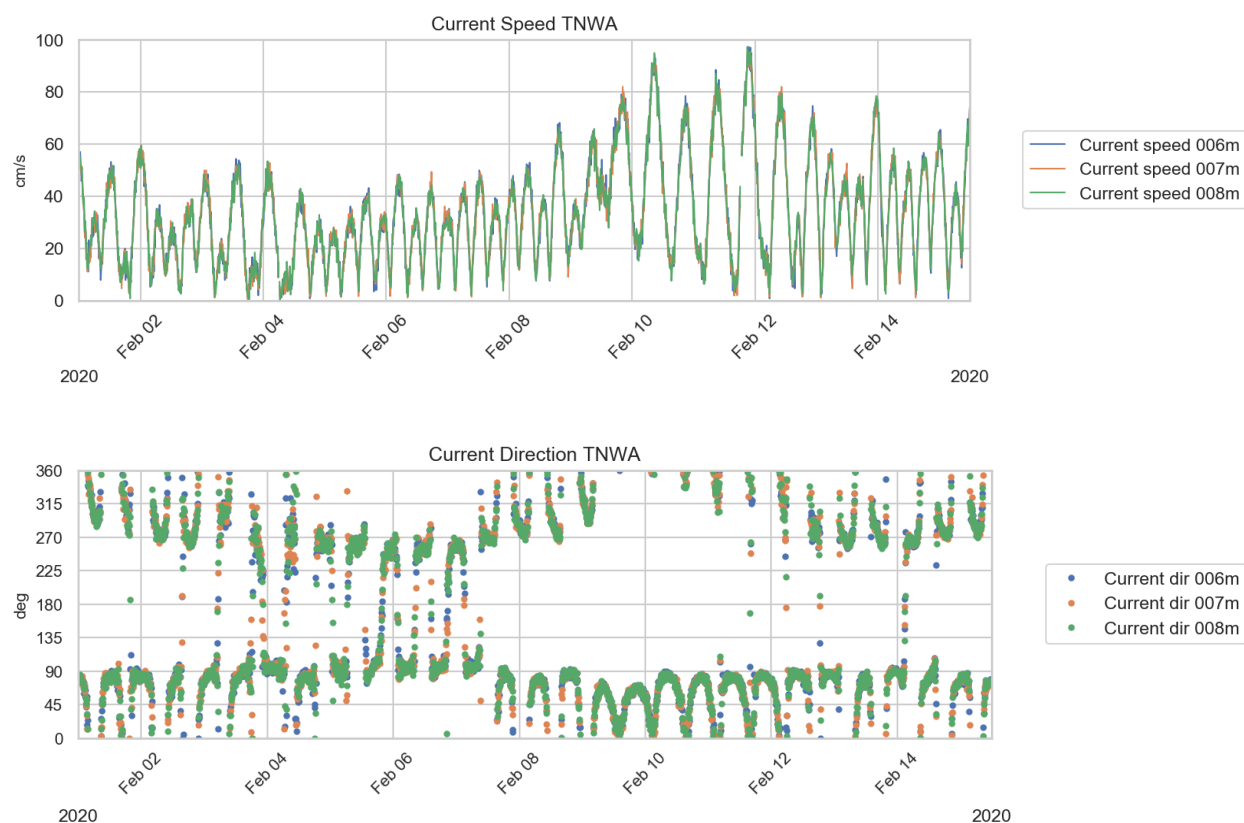 Current Speed TNWA
100
80
60
40
20
0
cm/s
Feb 02
Feb 04
Feb 06
Feb 08
Feb 10
Feb 12
Feb 14
2020
2020
Current speed 006m
Current speed 007m
Current speed 008m
Current Direction TNWA
360
315
270
225
180
135
90
45
0
deg
Feb 02
Feb 04
Feb 06
Feb 08
Feb 10
Feb 12
Feb 14
2020
2020
Current dir 006m
Current dir 007m
Current dir 008m